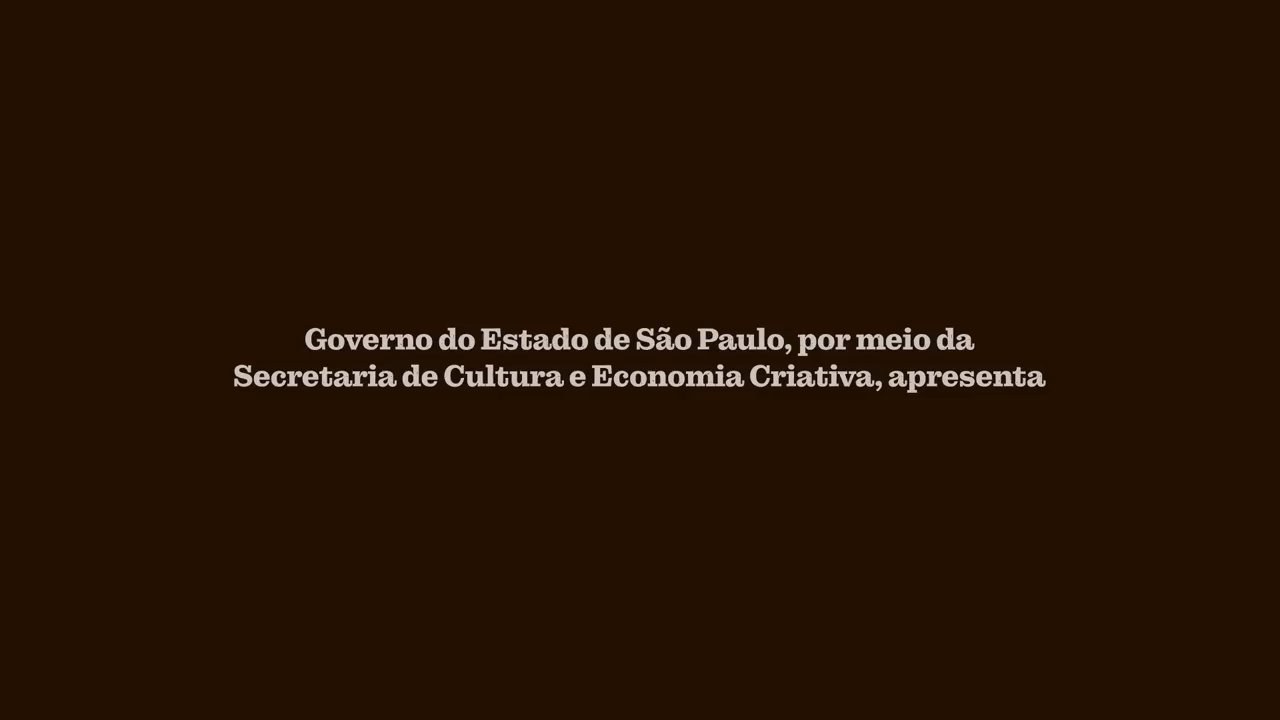 Governo do Estado de São Paulo, por meio da
Secretaria de Cultura e Economia Criativa, apresenta